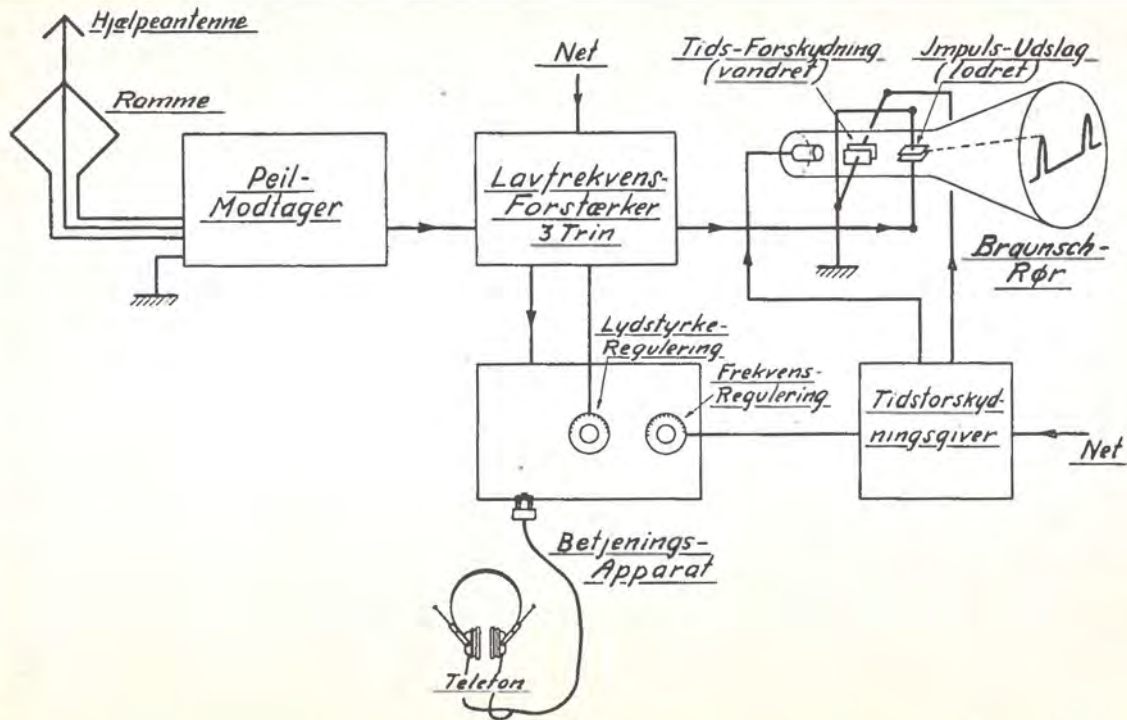 Hjælpeantenne
Ramme
Peil-
Modtager
Net
Lavfrekvens-
Forstærker
3 Trin
Tids-Forskydning
(vandret)
Impuls-Udslag
(lodret)
Braunsch-
Rør
Lydstyrke-
Regulering
Frekvens-
Regulering
Tidsforskyd-
ningsgiver
Net
Betjenings-
Apparat
Telefon